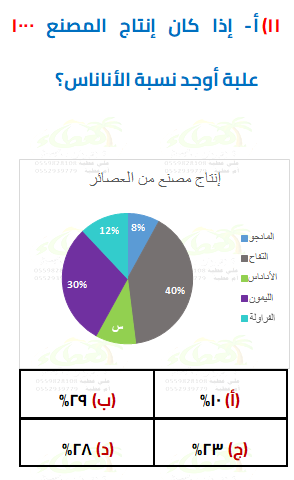 ١١) أ- إذا كان إنتاج المصنع ١٠٠٠
علبة أوجد نسبة الأناناس؟
إنتاج مصنع من العصائر
8%
12%
30%
40%
س
المانجو
التفاح
الأناناس
الليمون
الفراولة
(أ) ١٠%
(ب) ٢٩%
(ج) ٢٣%
(د) ٢٨%